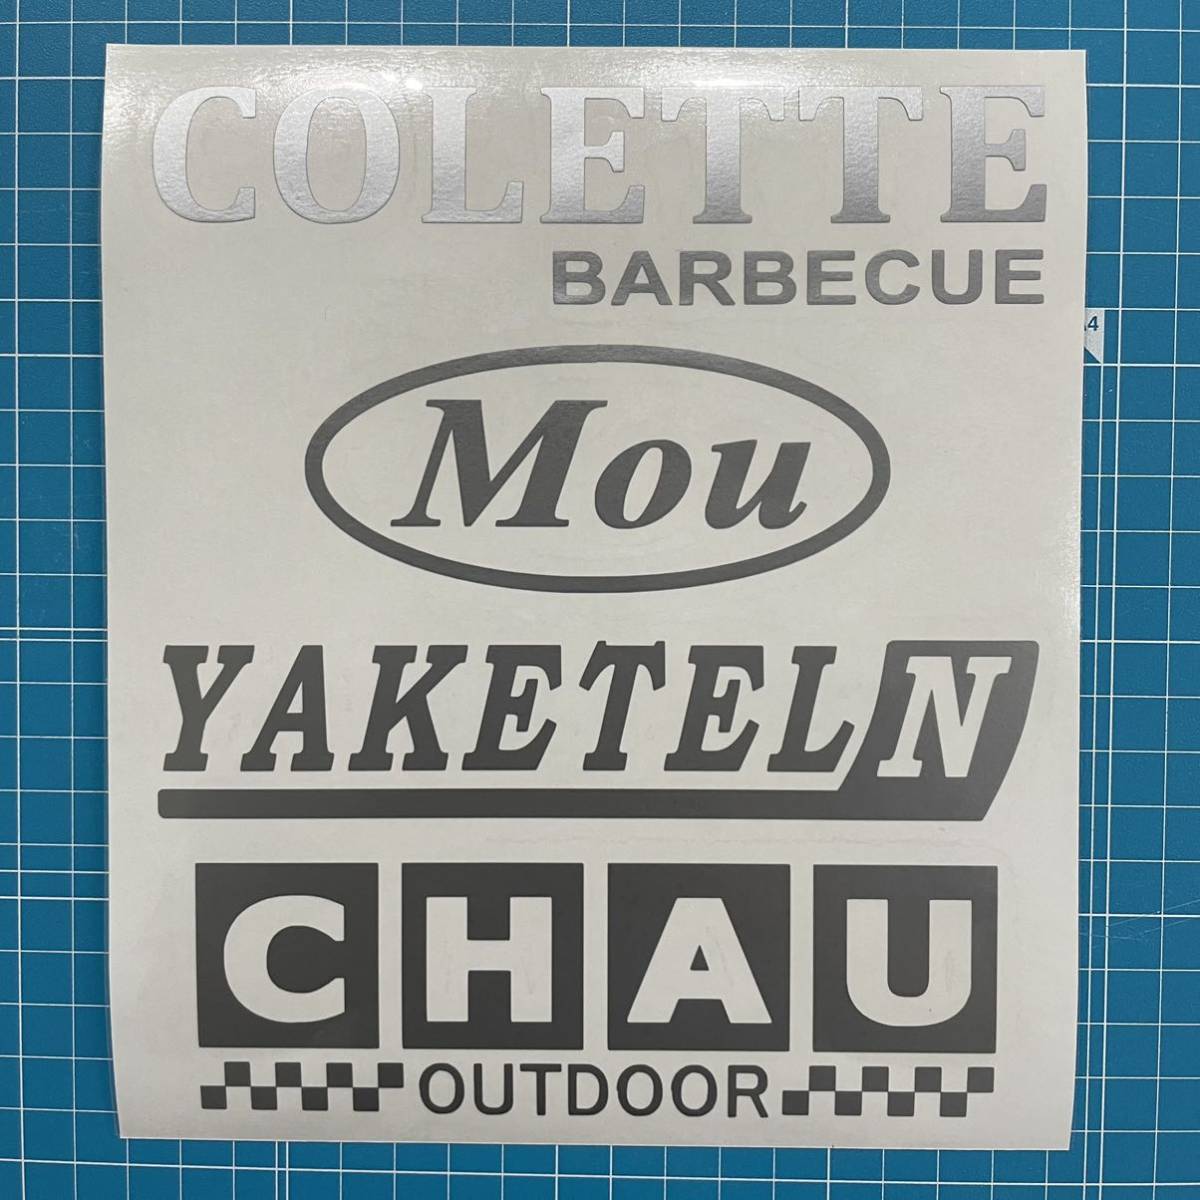 COLETTE
BARBECUE
Mou
YAKETELN
CHAU
OUTDOOR